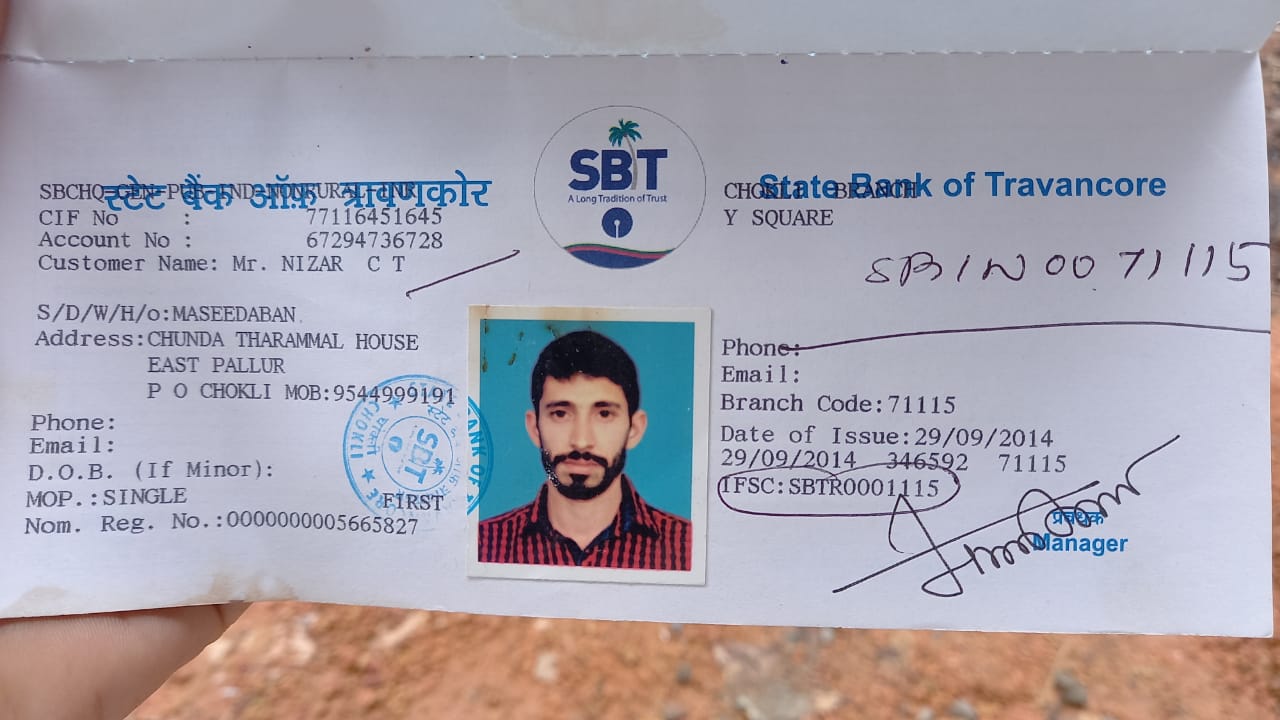 स्टेट बैंक ऑफ़ त्रावणकोर
SBT
A Long Tradition of Trust
State Bank of Travancore
SBCHQ-GEN-PUB-IND-NONRURAL-INR
CIF No : 77116451645
Account No : 67294736728
Customer Name: Mr. NIZAR C T
S/D/W/H/o:MASEEDABAN
Address:CHUNDA THARAMMAL HOUSE
EAST PALLUR
P O CHOKLI MOB:9544999191
Phone:
Email:
D.O.B. (If Minor):
MOP.:SINGLE
FIRST
Nom. Reg. No.:0000000005665827
SBT
CHOKLI
BANK OF
CHOKLI BRANCH
Y SQUARE
SBIN0071115
Phone:
Email:
Branch Code:71115
Date of Issue:29/09/2014
29/09/2014 346592 71115
IFSC:SBTR0001115
प्रबंधक
Manager